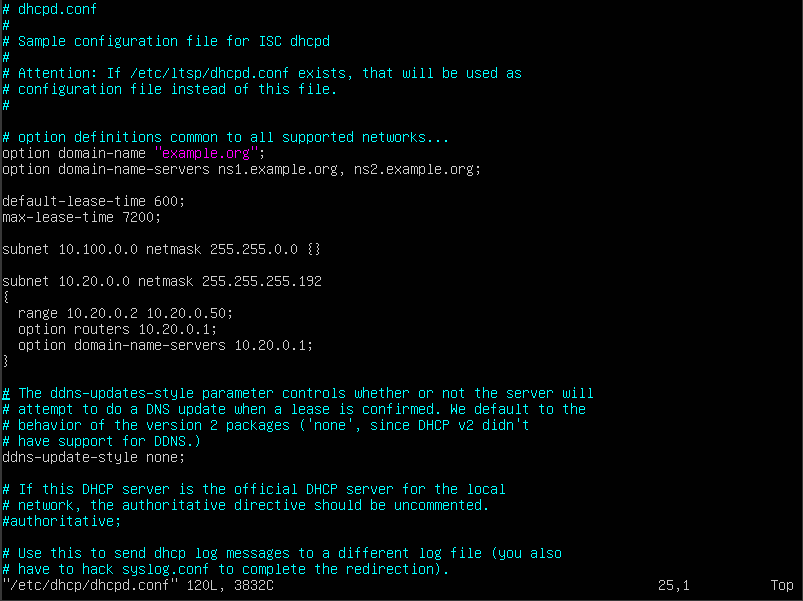 # dhcpd.conf
#
# Sample configuration file for ISC dhcpd
#
# Attention: If /etc/ltsp/dhcpd.conf exists, that will be used as
# configuration file instead of this file.
#
# option definitions common to all supported networks...
option domain-name "example.org";
option domain-name-servers ns1.example.org, ns2.example.org;
default-lease-time 600;
max-lease-time 7200;
subnet 10.100.0.0 netmask 255.255.0.0 {}
subnet 10.20.0.0 netmask 255.255.255.192
{
  range 10.20.0.2 10.20.0.50;
  option routers 10.20.0.1;
  option domain-name-servers 10.20.0.1;
}
# The ddns-updates-style parameter controls whether or not the server will
# attempt to do a DNS update when a lease is confirmed. We default to the
# behavior of the version 2 packages ('none', since DHCP v2 didn't
# have support for DDNS.)
ddns-update-style none;
# If this DHCP server is the official DHCP server for the local
# network, the authoritative directive should be uncommented.
#authoritative;
# Use this to send dhcp log messages to a different log file (you also
# have to hack syslog.conf to complete the redirection).
"/etc/dhcp/dhcpd.conf" 120L, 3832C 25,1 Top